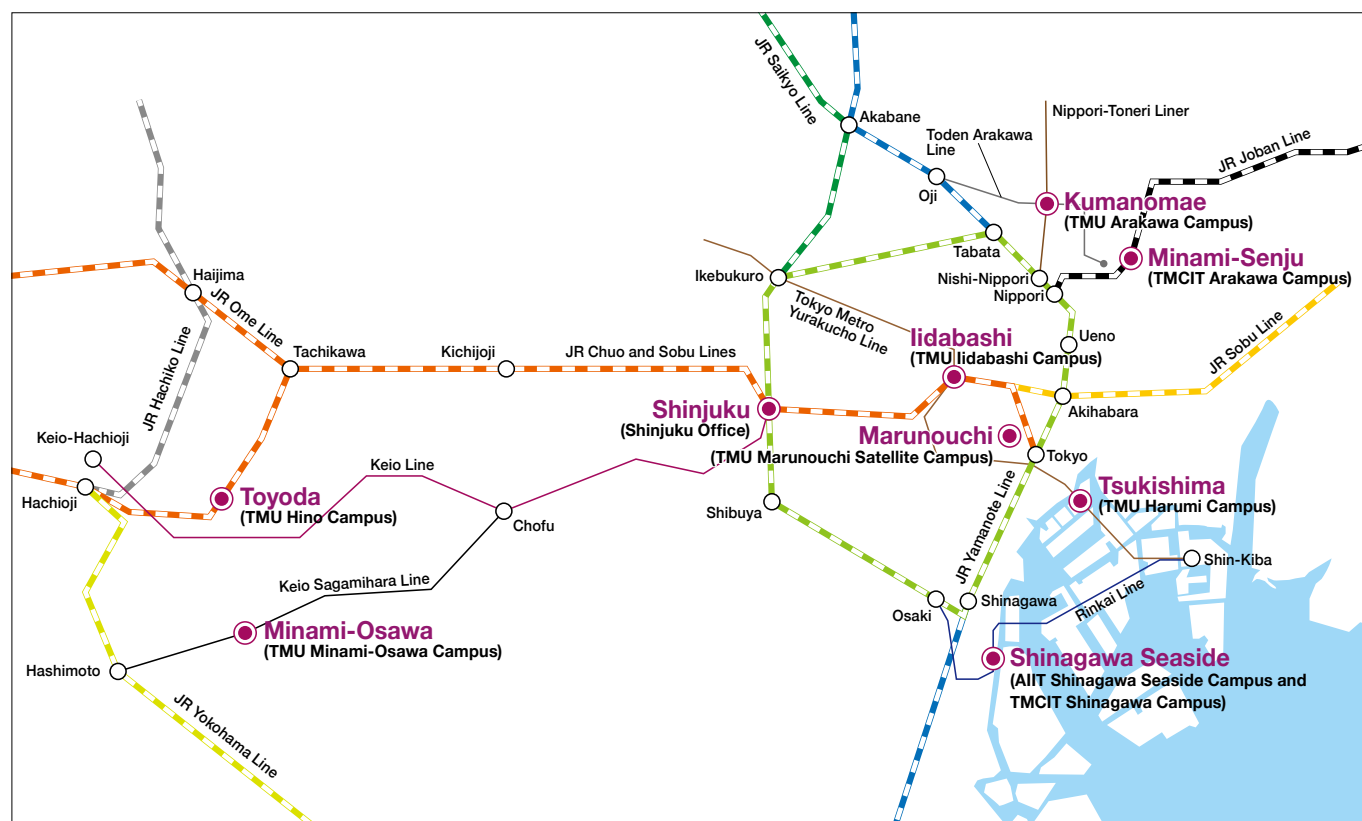 JR Saikyo Line
Akabane
Nippori-Toneri Liner
Toden Arakawa
Line
JR Joban Line
Oji
Kumanomae
(TMU Arakawa Campus)
Tabata
Minami-Senju
(TMCIT Arakawa Campus)
Haijima
Ikebukuro
Nishi-Nippori
Nippori
JR Ome Line
Tokyo Metro
Yurakucho Line
JR Hachiko Line
Iidabashi
(TMU Iidabashi Campus)
Ueno
JR Sobu Line
Tachikawa
Kichijoji
JR Chuo and Sobu Lines
Akihabara
Shinjuku
(Shinjuku Office)
Keio-Hachioji
Marunouchi
(TMU Marunouchi Satellite Campus)
Tokyo
Keio Line
Hachioji
Toyoda
(TMU Hino Campus)
Chofu
Shibuya
JR Yamanote Line
Tsukishima
(TMU Harumi Campus)
Shin-Kiba
Keio Sagamihara Line
Rinkai Line
Osaki
Shinagawa
Minami-Osawa
(TMU Minami-Osawa Campus)
Hashimoto
Shinagawa Seaside
(AIIT Shinagawa Seaside Campus and
TMCIT Shinagawa Campus)
JR Yokohama Line